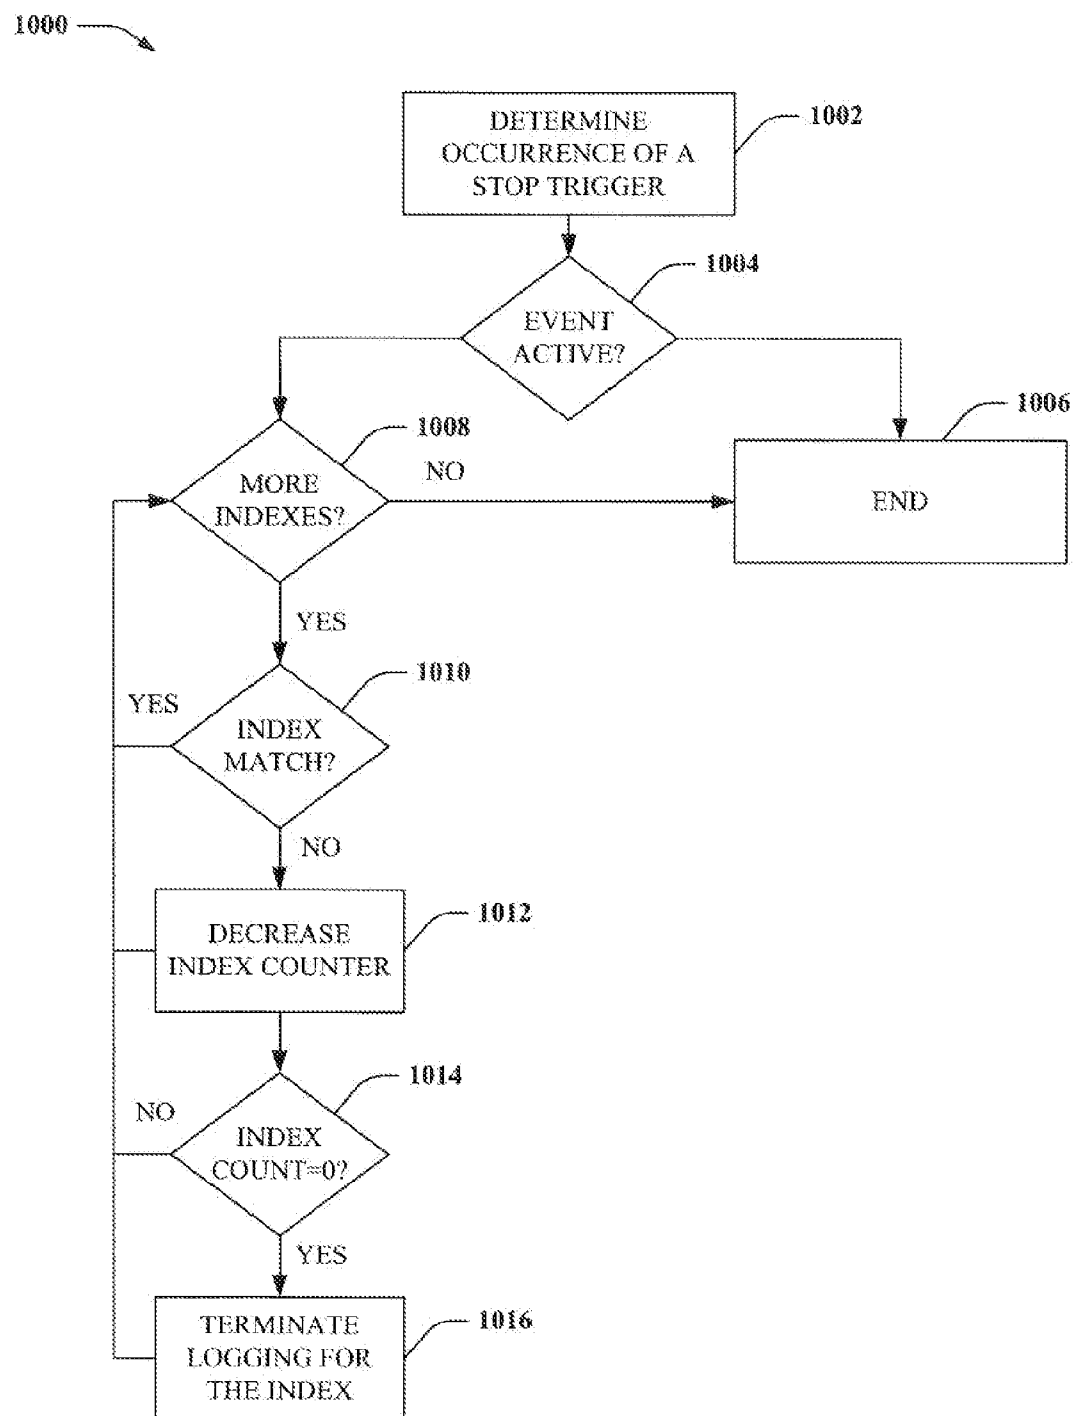 1000
DETERMINE
OCCURRENCE OF A
STOP TRIGGER
1002
EVENT
ACTIVE?
1004
1006
END
1008
MORE
INDEXES?
NO
YES
1010
YES
INDEX
MATCH?
NO
1012
DECREASE
INDEX COUNTER
1014
NO
INDEX
COUNT=0?
YES
1016
TERMINATE
LOGGING FOR
THE INDEX